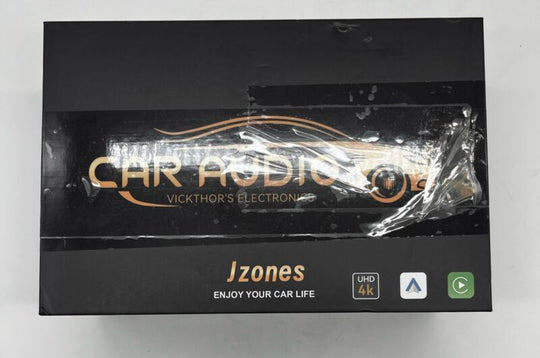 CAR AUDIO
VICKTHOR'S ELECTRONICS
Jzones
ENJOY YOUR CAR LIFE
UHD
4k